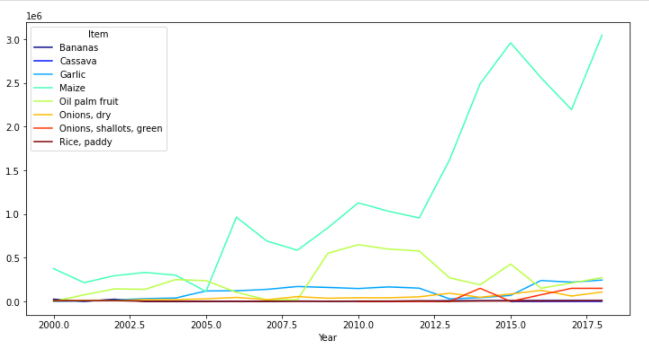 1e6
3.0
2.5
2.0
1.5
1.0
0.5
0.0
Item
Bananas
Cassava
Garlic
Maize
Oil palm fruit
Onions, dry
Onions, shallots, green
Rice, paddy
2000.0 2002.5 2005.0 2007.5 2010.0 2012.5 2015.0 2017.5
Year